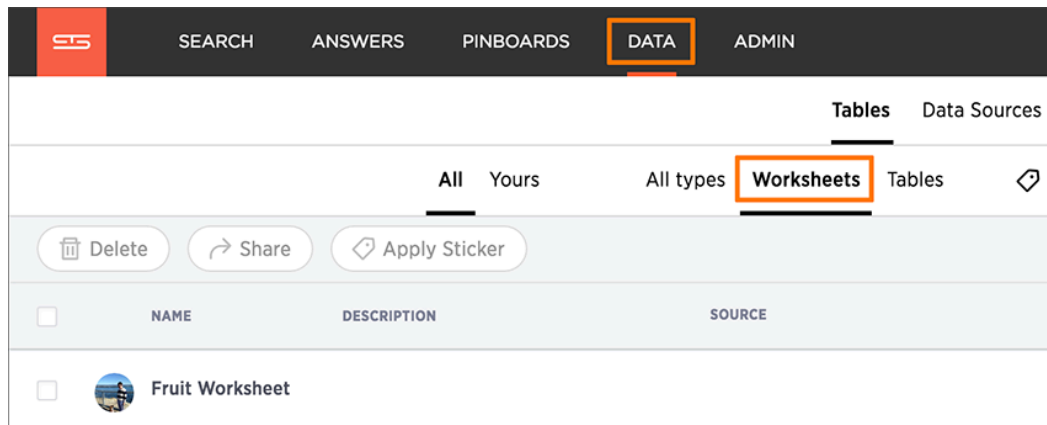 SEARCH ANSWERS PINBOARDS DATA ADMIN
Tables Data Sources
All Yours All types Worksheets Tables
Delete Share Apply Sticker
NAME DESCRIPTION SOURCE
Fruit Worksheet